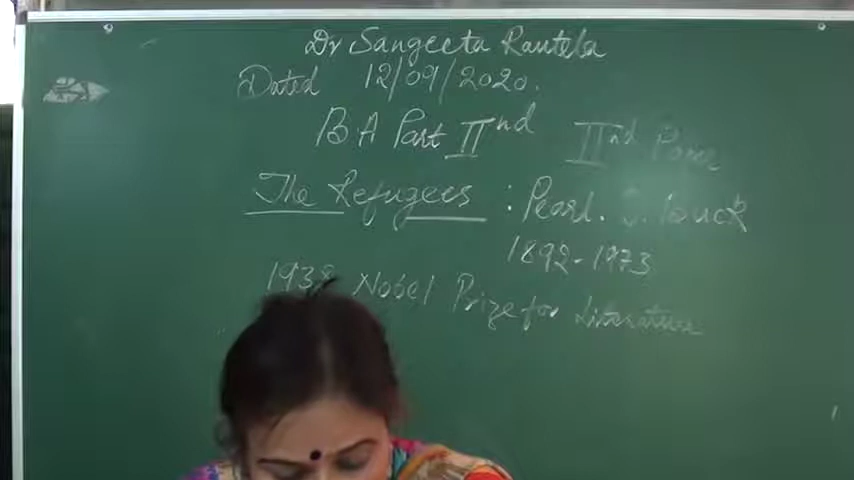 Dr Sangeeta Rautela
Dated 12/09/2020.
B A Part IInd IInd
The Refugees : Pearl. S. Buck
1892-1973
1938 Nobel Prize for Literature